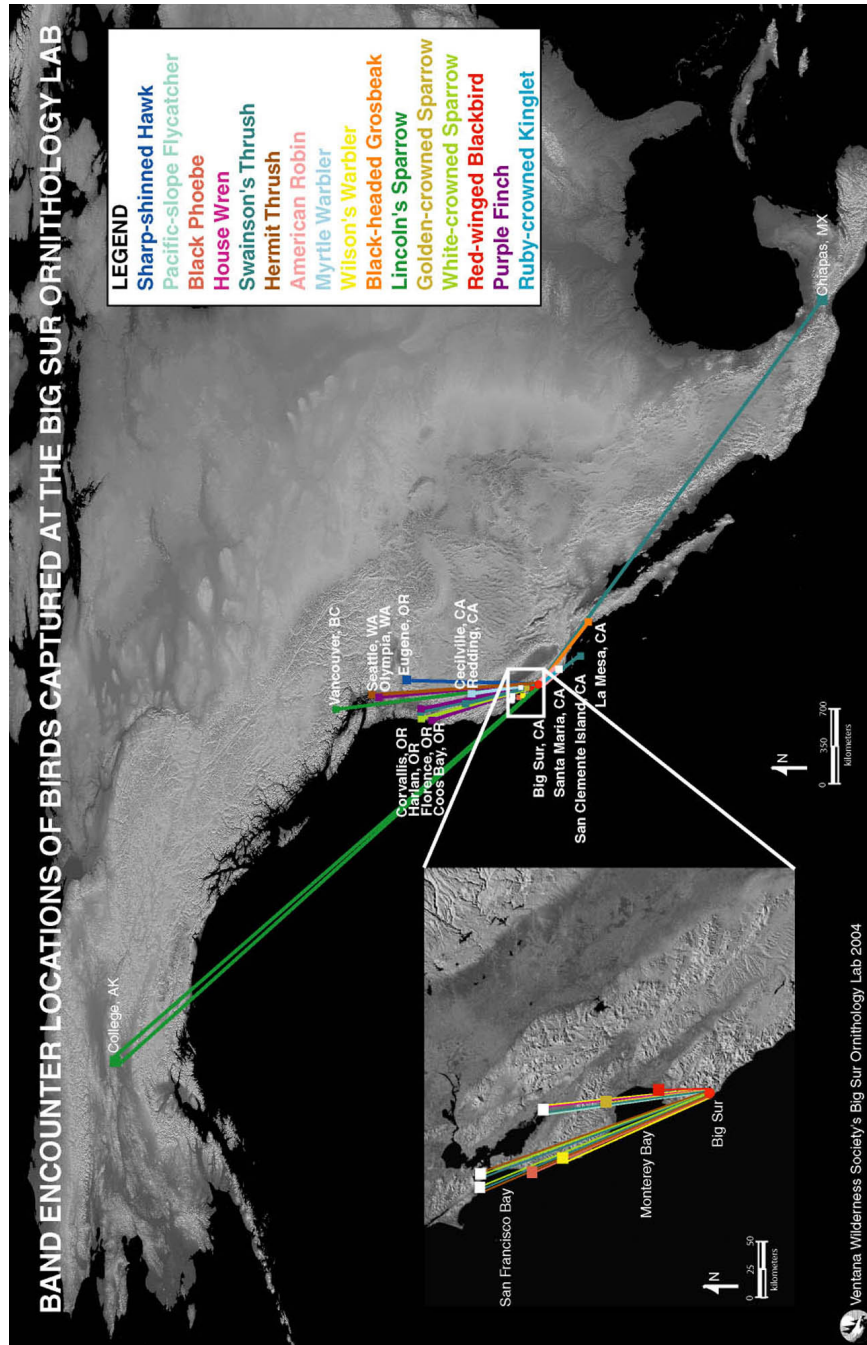 BAND ENCOUNTER LOCATIONS OF BIRDS CAPTURED AT THE BIG SUR ORNITHOLOGY LAB
LEGEND
Sharp-shinned Hawk
Pacific-slope Flycatcher
Black Phoebe
House Wren
Swainson's Thrush
Hermit Thrush
American Robin
Myrtle Warbler
Wilson's Warbler
Black-headed Grosbeak
Lincoln's Sparrow
Golden-crowned Sparrow
White-crowned Sparrow
Red-winged Blackbird
Purple Finch
Ruby-crowned Kinglet
College, AK
Vancouver, BC
Seattle, WA
Olympia, WA
Eugene, OR
Corvallis, OR
Harlan, OR
Florence, OR
Coos Bay, OR
Cecilville, CA
Redding, CA
Big Sur, CA
Santa Maria, CA
San Clemente Island, CA
La Mesa, CA
Chiapas, MX
San Francisco Bay
Monterey Bay
Big Sur
N
0 25 50
kilometers
N
0 350 700
kilometers
Ventana Wilderness Society's Big Sur Ornithology Lab 2004